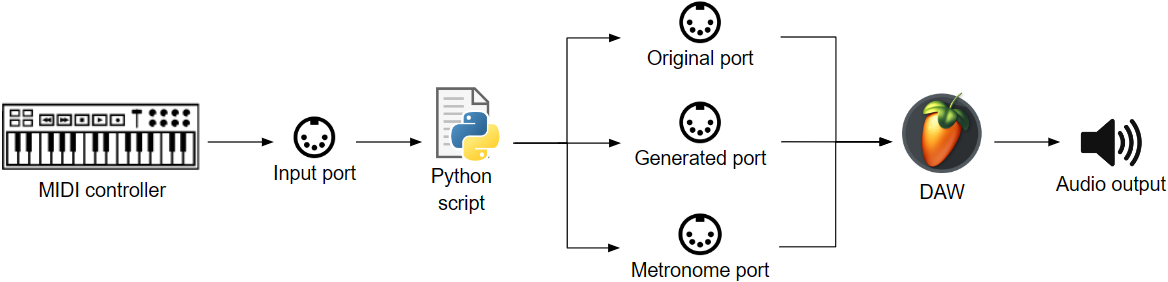 MIDI controller
Input port
Python
script
Original port
Generated port
Metronome port
DAW
Audio output